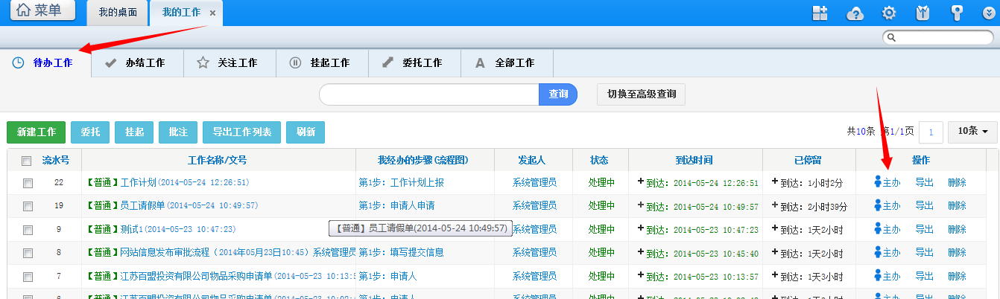 菜单 我的桌面 我的工作 ×
待办工作 办结工作 关注工作 挂起工作 委托工作 A 全部工作
查询 切换至高级查询
新建工作 委托 挂起 批注 导出工作列表 刷新 共10条 第1/1页 1 10条
流水号 工作名称/文号 我经办的步骤(流程图) 发起人 状态 到达时间 已停留 操作
22 【普通】工作计划(2014-05-24 12:26:51) 第1步: 工作计划上报 系统管理员 处理中 到达: 2014-05-24 12:26:51 到达: 1小时2分 主办 导出 删除
19 【普通】员工请假单(2014-05-24 10:49:57) 第1步: 申请人申请 系统管理员 处理中 到达: 2014-05-24 10:49:57 到达: 2小时39分 主办 导出 删除
9 【普通】测试1(2014-05-23 10:47:23) 【普通】员工请假单(2014-05-24 10:49:57) 系统管理员 处理中 到达: 2014-05-23 10:47:23 到达: 1天2小时 主办 导出 删除
8 【普通】网站信息发布审批流程（2014年05月23日10:45）系统管理员 第1步: 填写提交信息 系统管理员 处理中 到达: 2014-05-23 10:45:40 到达: 1天2小时 主办 导出 删除
7 【普通】江苏百盟投资有限公司物品采购申请单(2014-05-23 10:13:5 第1步: 申请人 系统管理员 处理中 到达: 2014-05-23 10:13:57 到达: 1天3小时 主办 导出 删除